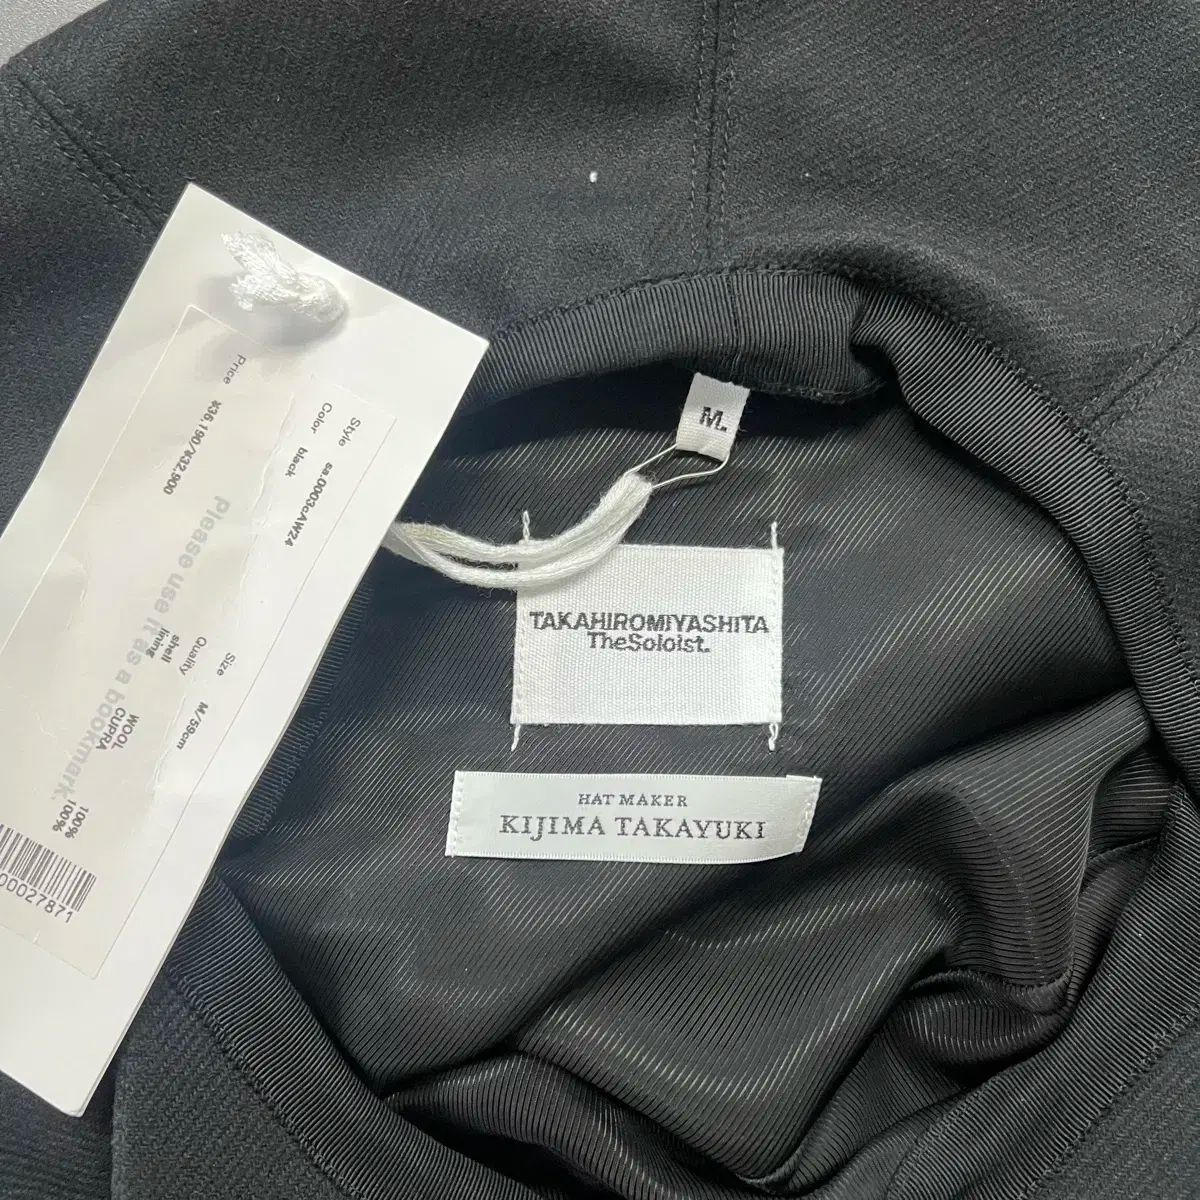 M.
TAKAHIROMIYASHITA
TheSoloist.
HAT MAKER
KIJIMA TAKAYUKI
Style sa.0003cAW24
Color black
Price ¥36,190/¥32,900
Size M/59cm
Quality
shell WOOL 100%
lining CUPRA 100%
00027871
Please use it as a bookmark.